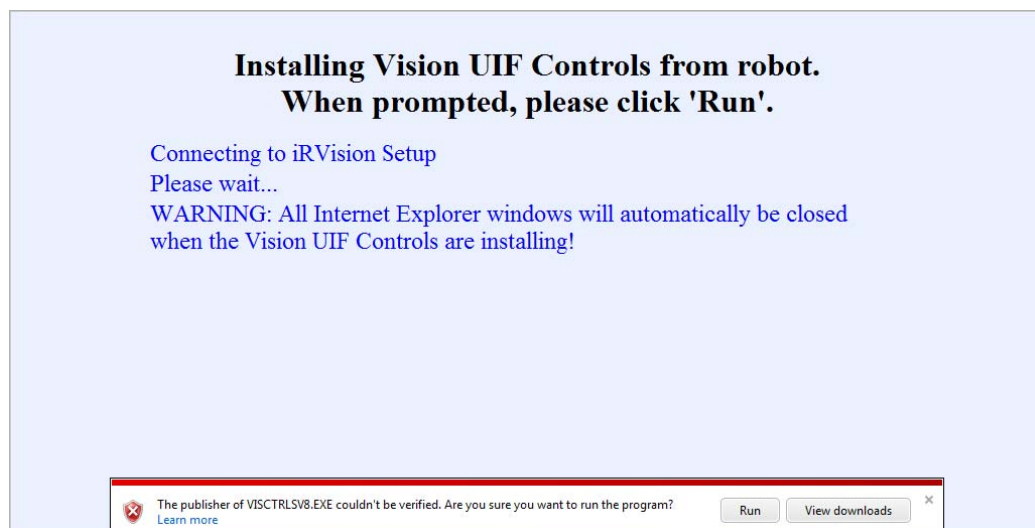 Installing Vision UIF Controls from robot.
When prompted, please click 'Run'.
Connecting to iRVision Setup
Please wait...
WARNING: All Internet Explorer windows will automatically be closed
when the Vision UIF Controls are installing!
The publisher of VISCTRLSV8.EXE couldn't be verified. Are you sure you want to run the program?
Learn more
Run
View downloads